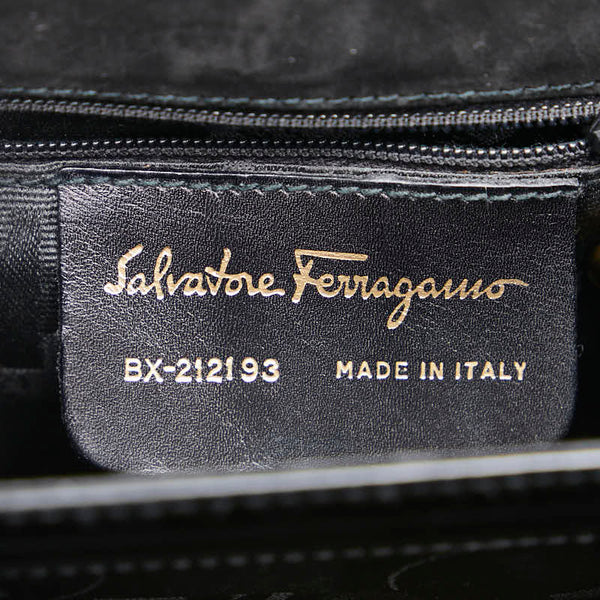 Salvatore Ferragamo
BX-212193 MADE IN ITALY